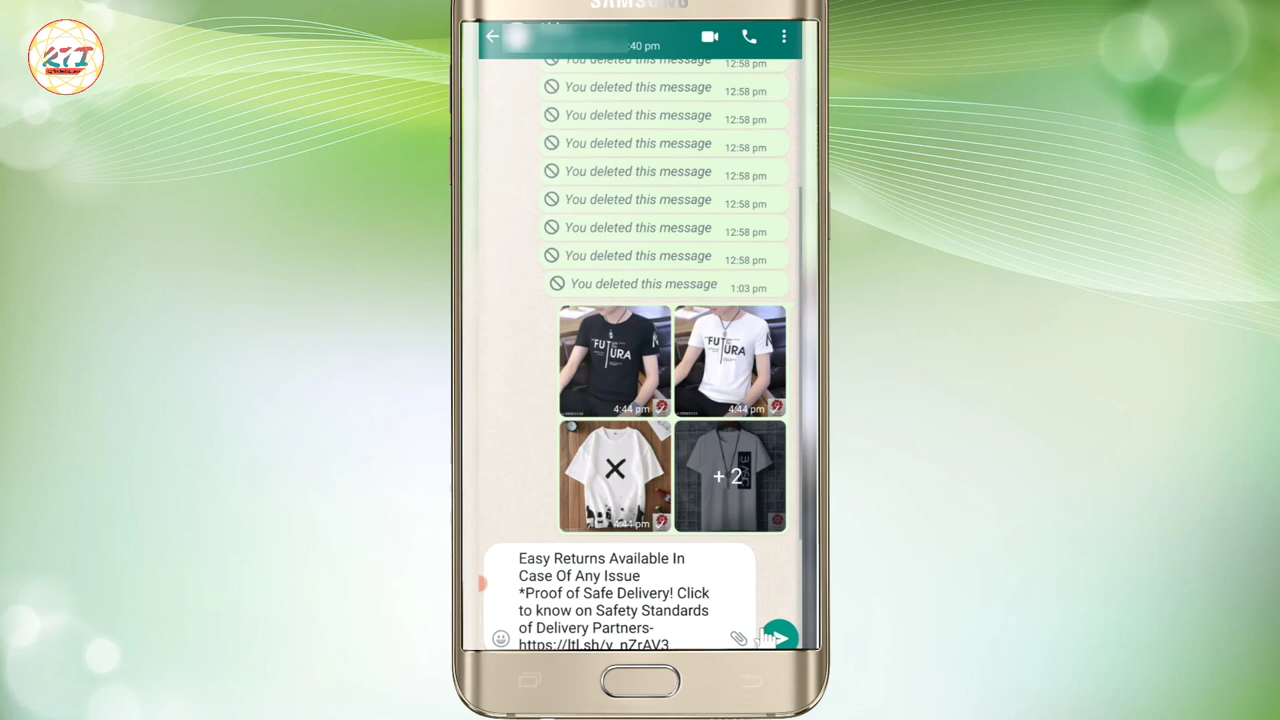 SAMSUNG
KTI
:40 pm
You deleted this message
12:58 pm
You deleted this message
12:58 pm
You deleted this message
12:58 pm
You deleted this message
12:58 pm
You deleted this message
12:58 pm
You deleted this message
12:58 pm
You deleted this message
12:58 pm
You deleted this message
12:58 pm
You deleted this message
1:03 pm
FUTURA
4:44 pm
FUTURA
4:44 pm
4:44 pm
+ 2
Easy Returns Available In
Case Of Any Issue
*Proof of Safe Delivery! Click
to know on Safety Standards
of Delivery Partners-
https://ltl.sh/y_nZrAV3